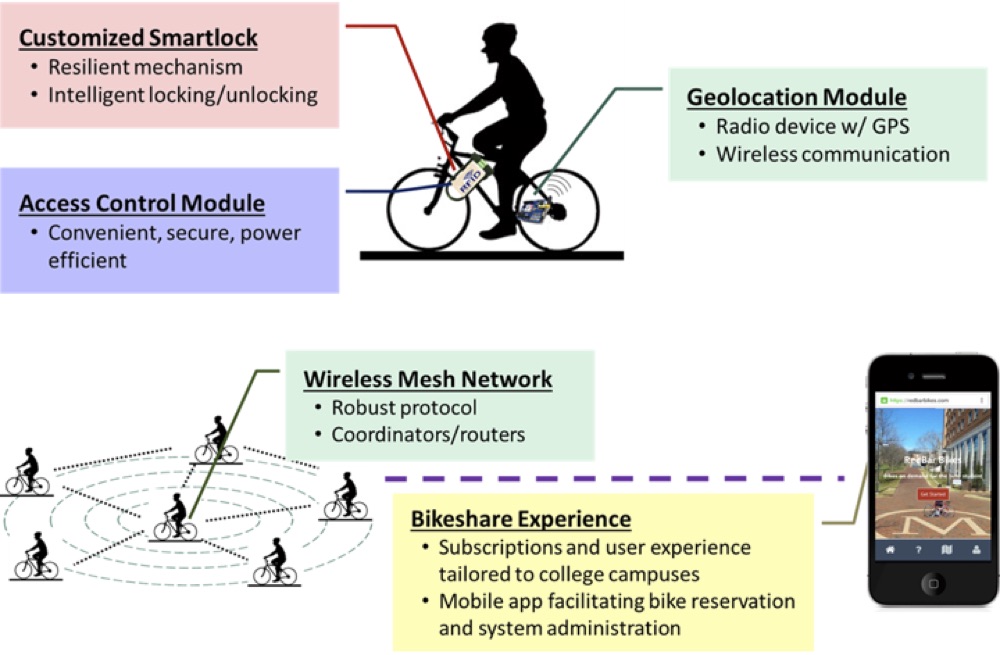 Customized Smartlock
• Resilient mechanism
• Intelligent locking/unlocking
Geolocation Module
• Radio device w/ GPS
• Wireless communication
Access Control Module
• Convenient, secure, power
efficient
RFID
Wireless Mesh Network
• Robust protocol
• Coordinators/routers
Bikeshare Experience
• Subscriptions and user experience
tailored to college campuses
• Mobile app facilitating bike reservation
and system administration
https://redbarbikes.com
RedBar Bikes
Get Started
?